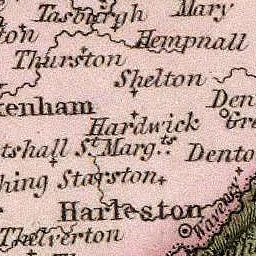 Tasburgh Mary
ton
Hempnall
Thurston
Shelton
Den
kenham
Gre
Hardwick
tshall St. Marg.ts Dento
hing Starston
Harleston
Waveney
Thelverton